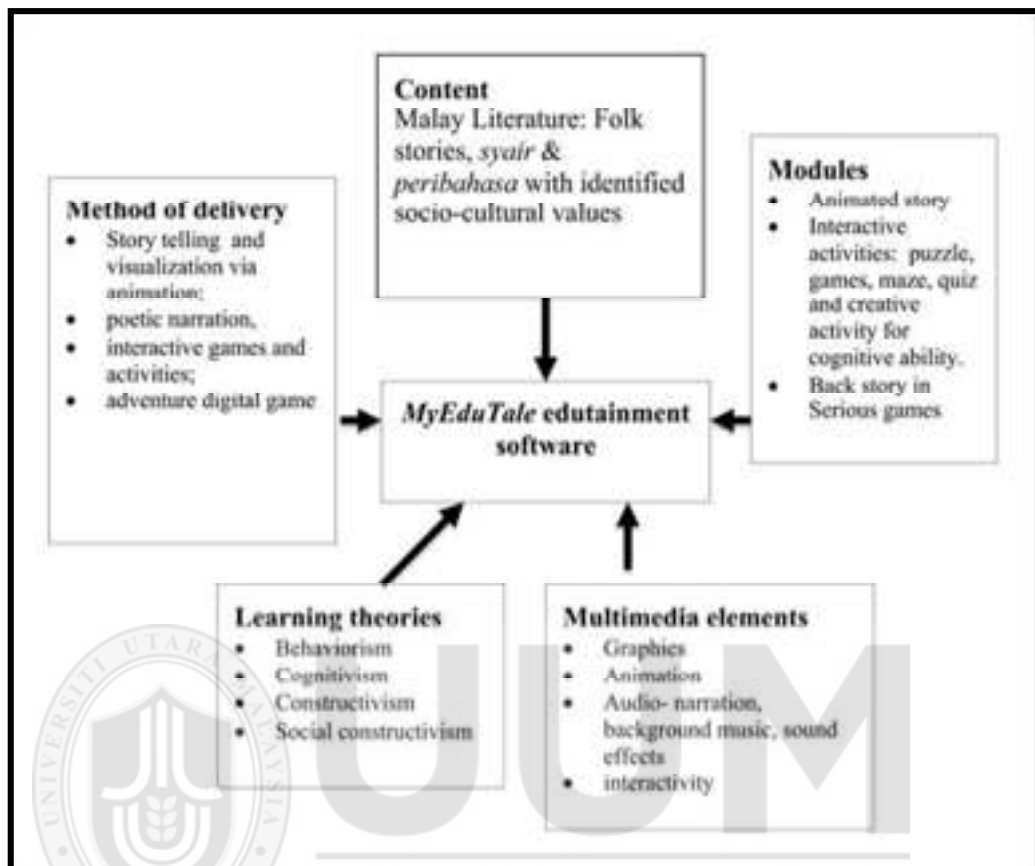 Content
Malay Literature: Folk
stories, syair &
peribahasa with identified
socio-cultural values
Method of delivery
• Story telling and
visualization via
animation;
• poetic narration,
• interactive games and
activities;
• adventure digital game
Modules
• Animated story
• Interactive
activities: puzzle,
games, maze, quiz
and creative
activity for
cognitive ability.
• Back story in
Serious games
MyEduTale edutainment
software
Learning theories
• Behaviorism
• Cognitivism
• Constructivism
• Social constructivism
Multimedia elements
• Graphics
• Animation
• Audio- narration,
background music, sound
effects
• interactivity
UNIVERSITI UTARA MALAYSIA
UUM